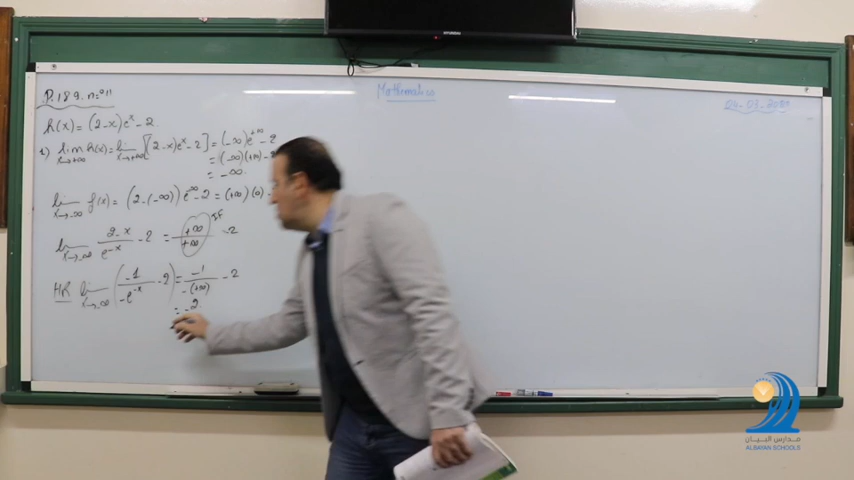 HYUNDAI
Mathematics
P.189. n=°11
h(x) = (2-x)e^x - 2
1) lim h(x) = lim [(2-x)e^x - 2] = (-∞)e^+∞ - 2
x→+∞ x→+∞
= (-∞)(+∞) - 2
= -∞.
lim f(x) = (2-(-∞))e^-∞ - 2 = (+∞)(0) -
x→-∞
lim 2-x/e^-x - 2 = +∞/+∞ - 2
x→-∞
HR lim (-1/-e^-x - 2) = -1/-(+∞) - 2
x→-∞
= -2.
مدارس البيان
ALBAYAN SCHOOLS